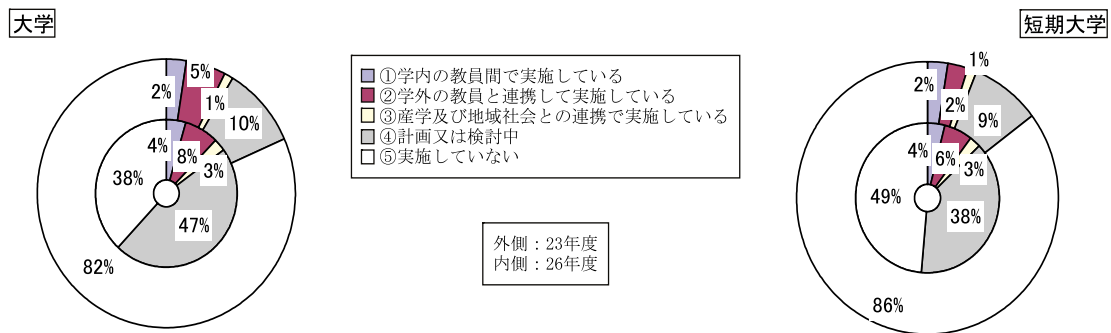 大学
短期大学
①学内の教員間で実施している
②学外の教員と連携して実施している
③産学及び地域社会との連携で実施している
④計画又は検討中
⑤実施していない
外側：23年度
内側：26年度
2%
5%
1%
10%
4%
8%
3%
38%
47%
82%
2%
2%
1%
9%
4%
6%
3%
49%
38%
86%